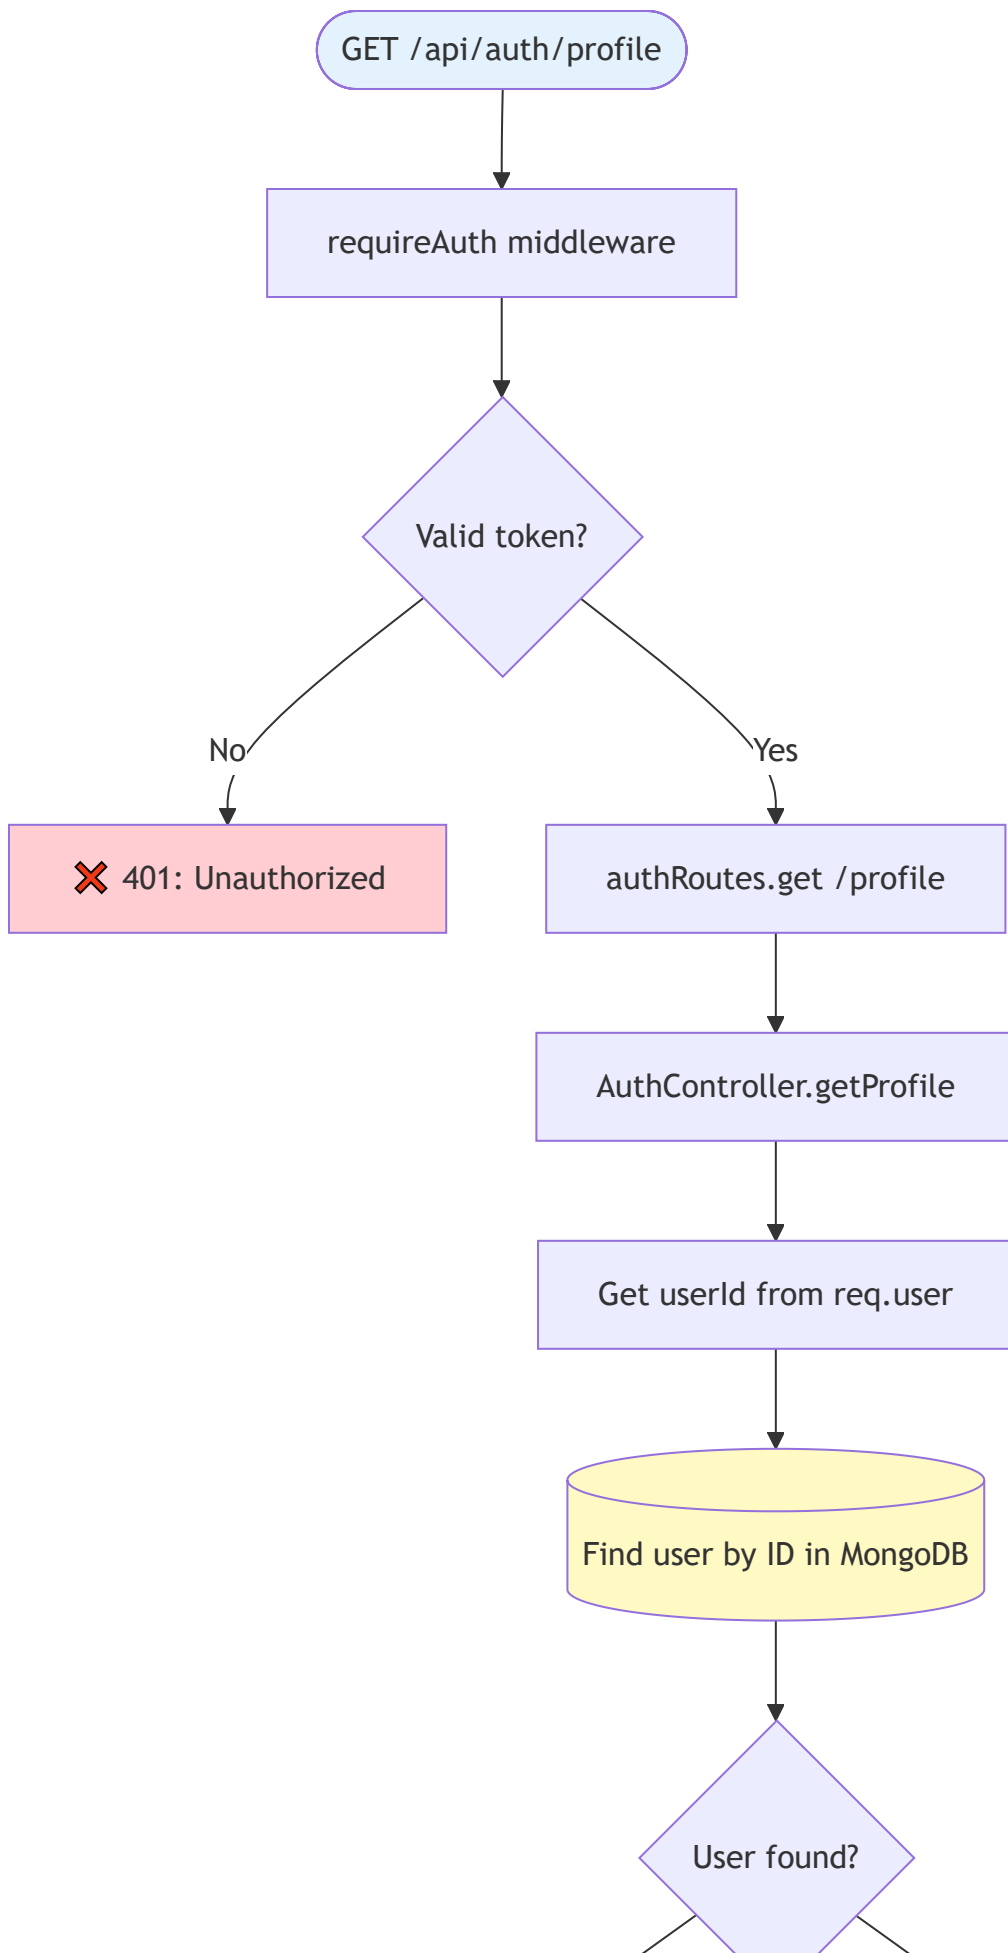 GET /api/auth/profile
requireAuth middleware
Valid token?
No
Yes
❌ 401: Unauthorized
authRoutes.get /profile
AuthController.getProfile
Get userId from req.user
Find user by ID in MongoDB
User found?